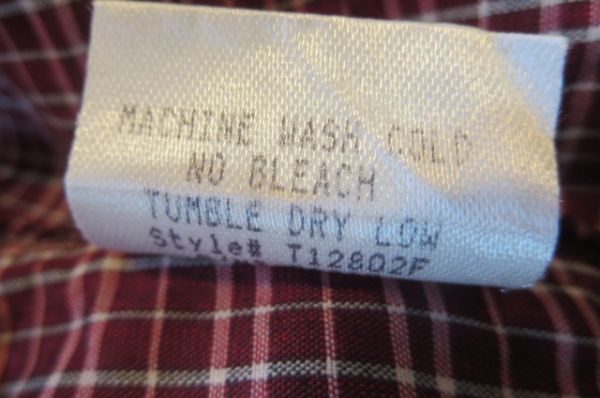 MACHINE WASH COLD
NO BLEACH
TUMBLE DRY LOW
Style# T12802F